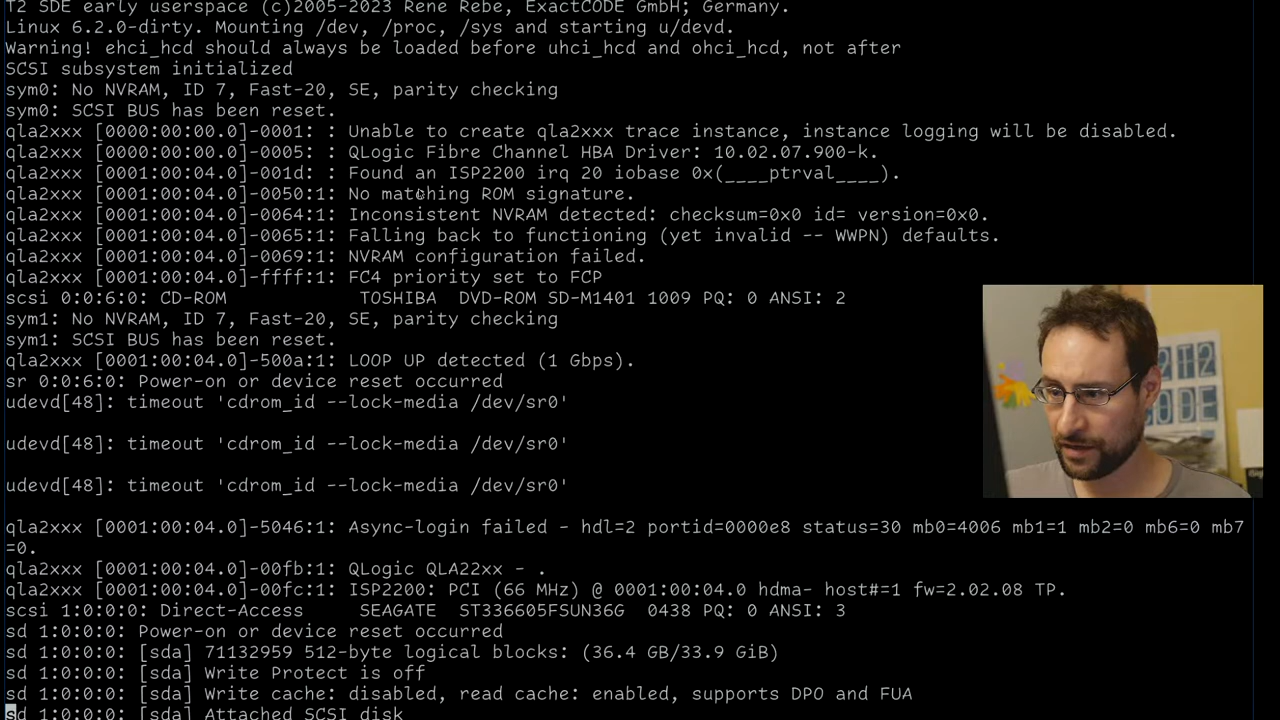 T2 SDE early userspace (c)2005-2023 Rene Rebe, ExactCODE GmbH; Germany.
Linux 6.2.0-dirty. Mounting /dev, /proc, /sys and starting u/devd.
Warning! ehci_hcd should always be loaded before uhci_hcd and ohci_hcd, not after
SCSI subsystem initialized
sym0: No NVRAM, ID 7, Fast-20, SE, parity checking
sym0: SCSI BUS has been reset.
qla2xxx [0000:00:00.0]-0001: : Unable to create qla2xxx trace instance, instance logging will be disabled.
qla2xxx [0000:00:00.0]-0005: : QLogic Fibre Channel HBA Driver: 10.02.07.900-k.
qla2xxx [0000:00:00.0]-001d: : Found an ISP2200 irq 20 iobase 0x(____ptrval____).
qla2xxx [0001:00:04.0]-0050:1: No matching ROM signature.
qla2xxx [0001:00:04.0]-0064:1: Inconsistent NVRAM detected: checksum=0x0 id= version=0x0.
qla2xxx [0001:00:04.0]-0065:1: Falling back to functioning (yet invalid -- WWPN) defaults.
qla2xxx [0001:00:04.0]-0069:1: NVRAM configuration failed.
qla2xxx [0001:00:04.0]-ffff:1: FC4 priority set to FCP
scsi 0:0:6:0: CD-ROM            TOSHIBA  DVD-ROM SD-M1401 1009 PQ: 0 ANSI: 2
sym1: No NVRAM, ID 7, Fast-20, SE, parity checking
sym1: SCSI BUS has been reset.
qla2xxx [0001:00:04.0]-500a:1: LOOP UP detected (1 Gbps).
sr 0:0:6:0: Power-on or device reset occurred
udevd[48]: timeout 'cdrom_id --lock-media /dev/sr0'
udevd[48]: timeout 'cdrom_id --lock-media /dev/sr0'
udevd[48]: timeout 'cdrom_id --lock-media /dev/sr0'
qla2xxx [0001:00:04.0]-5046:1: Async-login failed - hdl=2 portid=0000e8 status=30 mb0=4006 mb1=1 mb2=0 mb6=0 mb7
=0.
qla2xxx [0001:00:04.0]-00fb:1: QLogic QLA22xx - .
qla2xxx [0001:00:04.0]-00fc:1: ISP2200: PCI (66 MHz) @ 0001:00:04.0 hdma- host#=1 fw=2.02.08 TP.
scsi 1:0:0:0: Direct-Access     SEAGATE  ST336605FSUN36G  0438 PQ: 0 ANSI: 3
sd 1:0:0:0: Power-on or device reset occurred
sd 1:0:0:0: [sda] 71132959 512-byte logical blocks: (36.4 GB/33.9 GiB)
sd 1:0:0:0: [sda] Write Protect is off
sd 1:0:0:0: [sda] Write cache: disabled, read cache: enabled, supports DPO and FUA
sd 1:0:0:0: [sda] Attached SCSI disk